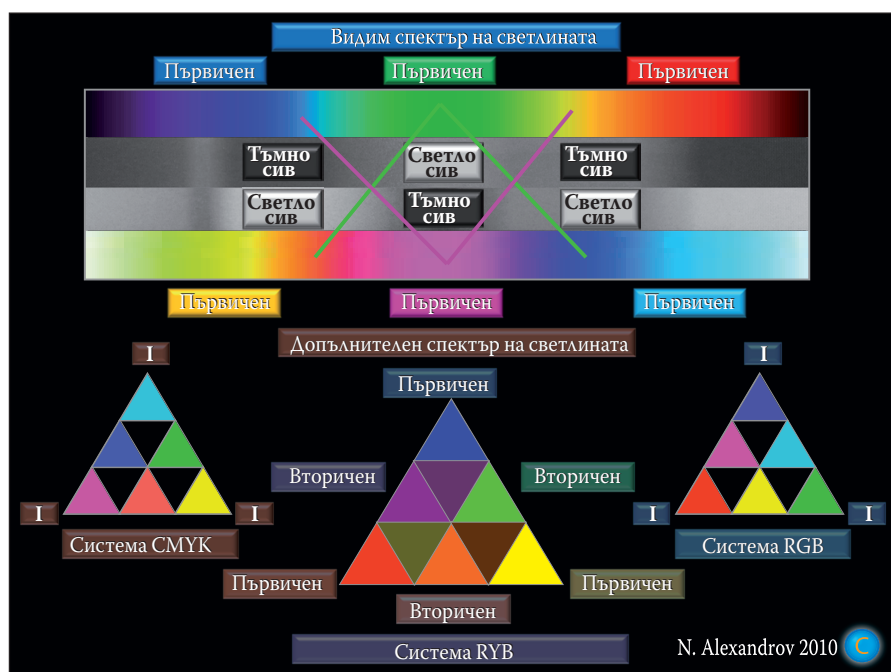 Видим спектър на светлината
Първичен Първичен Първичен
Тъмно сив Светло сив Тъмно сив
Светло сив Тъмно сив Светло сив
Първичен Първичен Първичен
Допълнителен спектър на светлината
I I
Първичен
Вторичен Вторичен
I I I I
Система CMYK Система RGB
Първичен Първичен
Вторичен
Система RYB
N. Alexandrov 2010 C